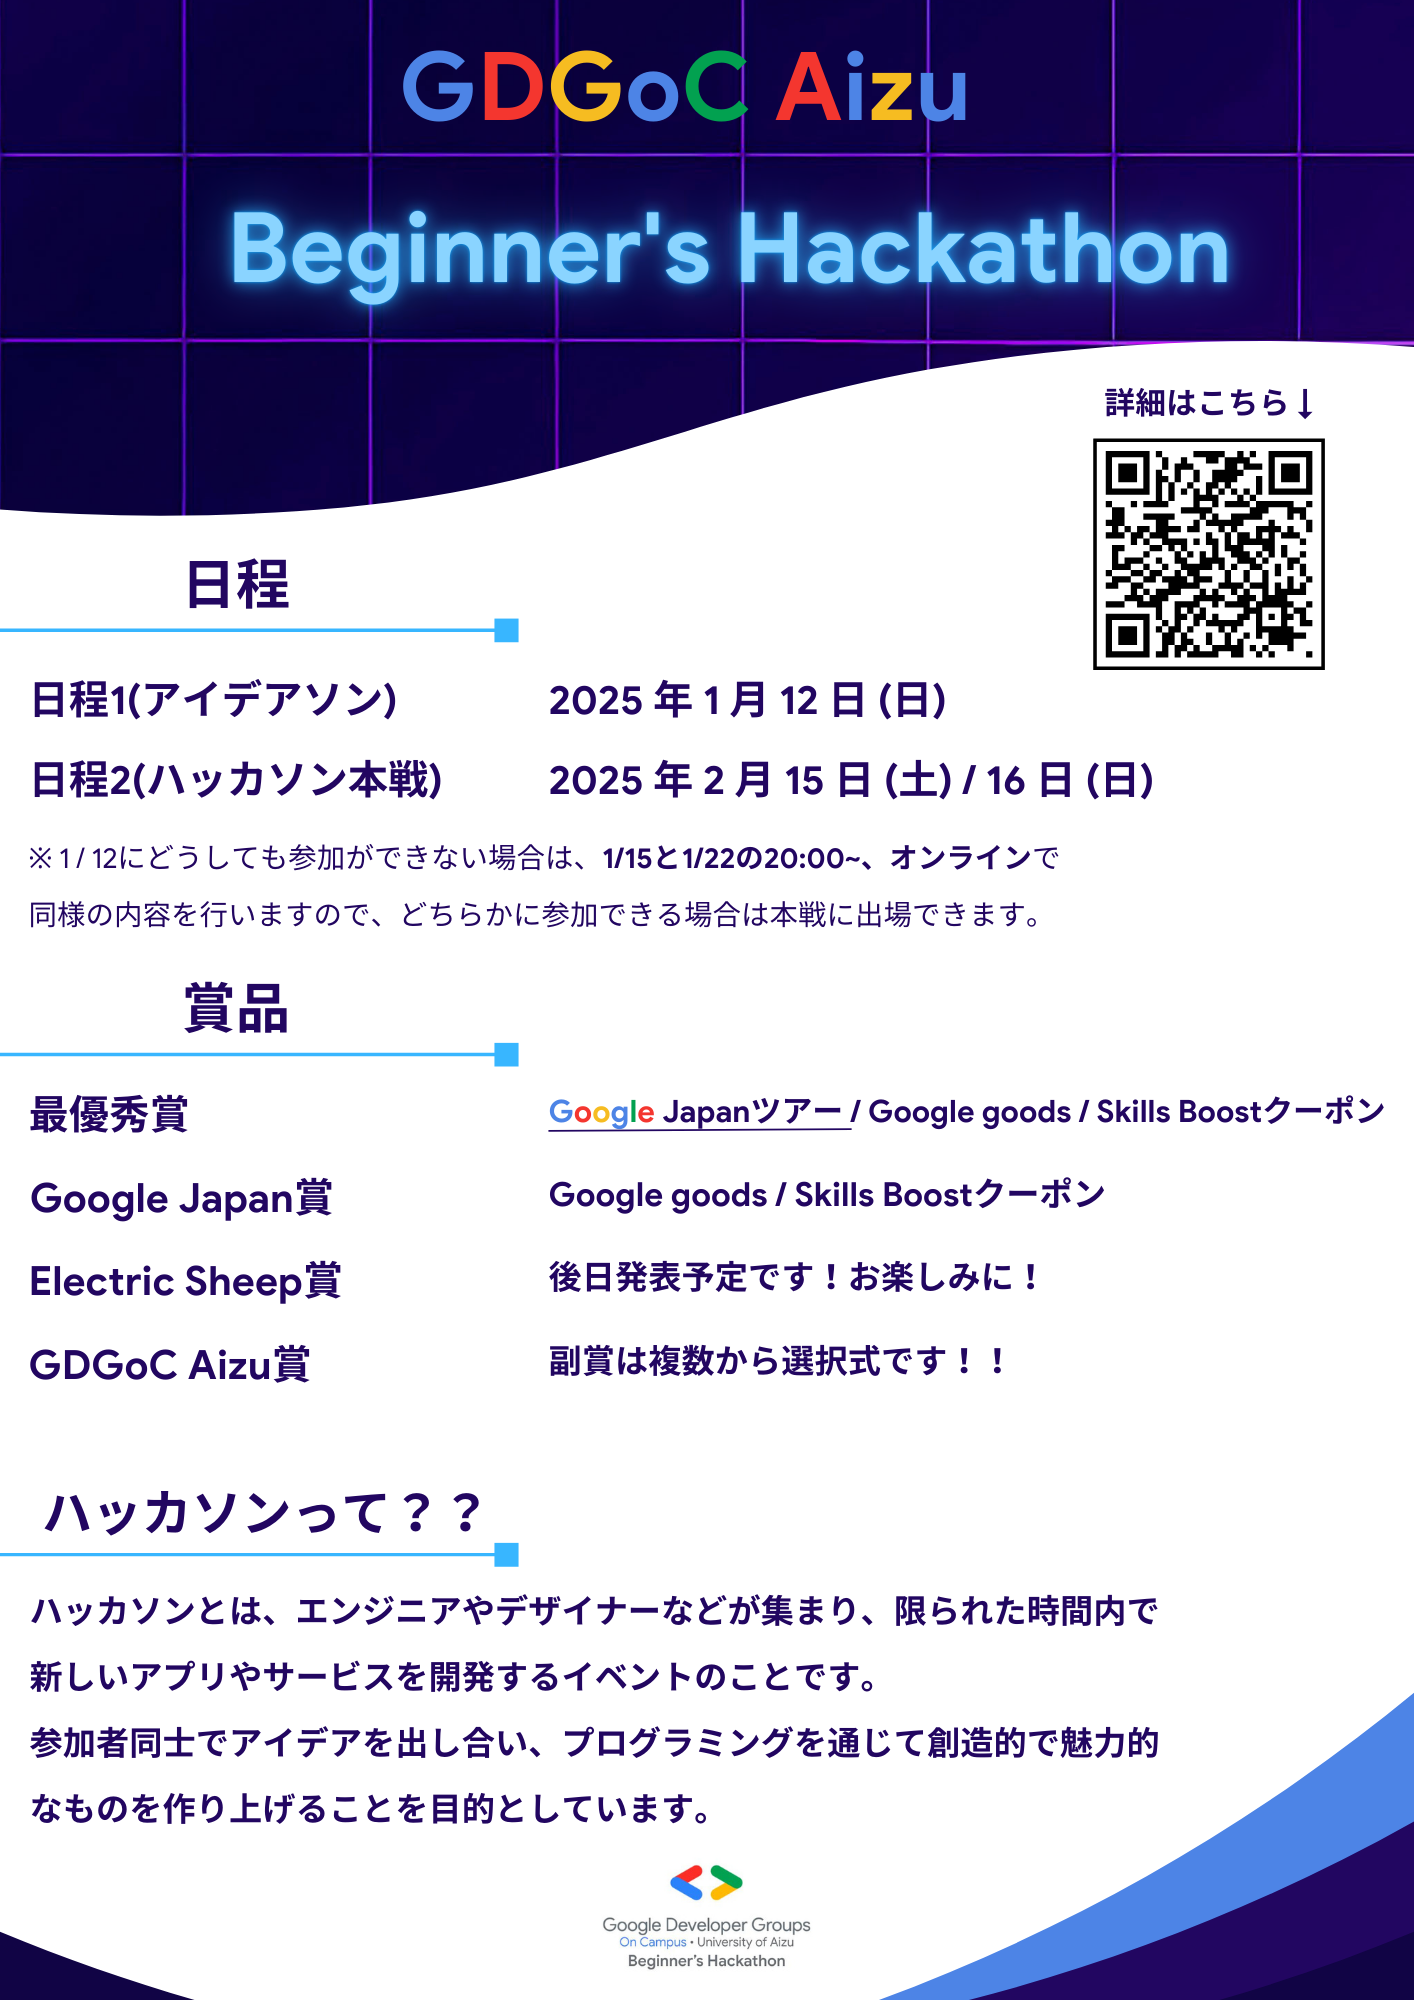 GDGoC Aizu
Beginner's Hackathon
詳細はこちら↓
日程
日程1(アイデアソン) 2025 年 1 月 12 日 (日)
日程2(ハッカソン本戦) 2025 年 2 月 15 日 (土) / 16 日 (日)
※ 1 / 12にどうしても参加ができない場合は、1/15と1/22の20:00~、オンラインで
同様の内容を行いますので、どちらかに参加できる場合は本戦に出場できます。
賞品
最優秀賞 Google Japanツアー / Google goods / Skills Boostクーポン
Google Japan賞 Google goods / Skills Boostクーポン
Electric Sheep賞 後日発表予定です！お楽しみに！
GDGoC Aizu賞 副賞は複数から選択式です！！
ハッカソンって？？
ハッカソンとは、エンジニアやデザイナーなどが集まり、限られた時間内で
新しいアプリやサービスを開発するイベントのことです。
参加者同士でアイデアを出し合い、プログラミングを通じて創造的で魅力的
なものを作り上げることを目的としています。
Google Developer Groups
On Campus • University of Aizu
Beginner's Hackathon